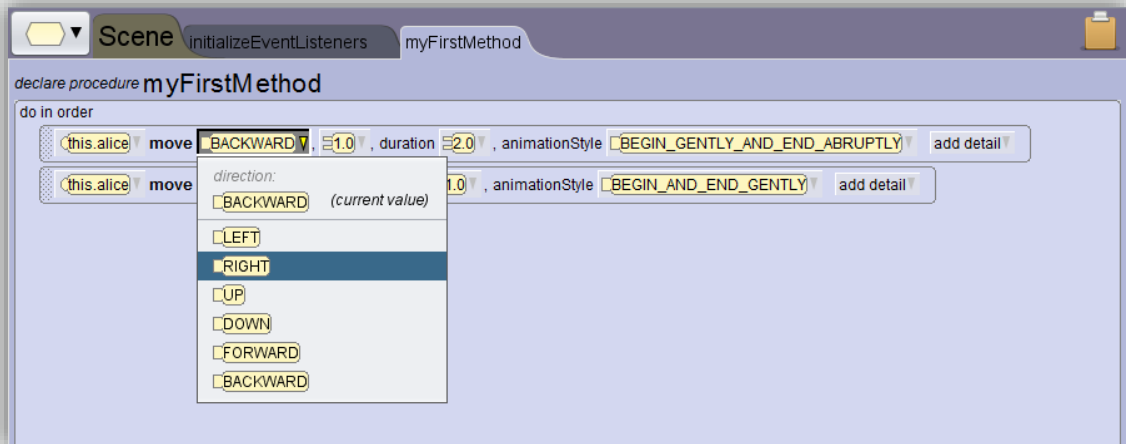 Scene initializeEventListeners myFirstMethod
declare procedure myFirstMethod
do in order
this.alice move BACKWARD , 1.0 , duration 2.0 , animationStyle BEGIN_GENTLY_AND_END_ABRUPTLY add detail
this.alice move 1.0 , animationStyle BEGIN_AND_END_GENTLY add detail
direction:
BACKWARD (current value)
LEFT
RIGHT
UP
DOWN
FORWARD
BACKWARD